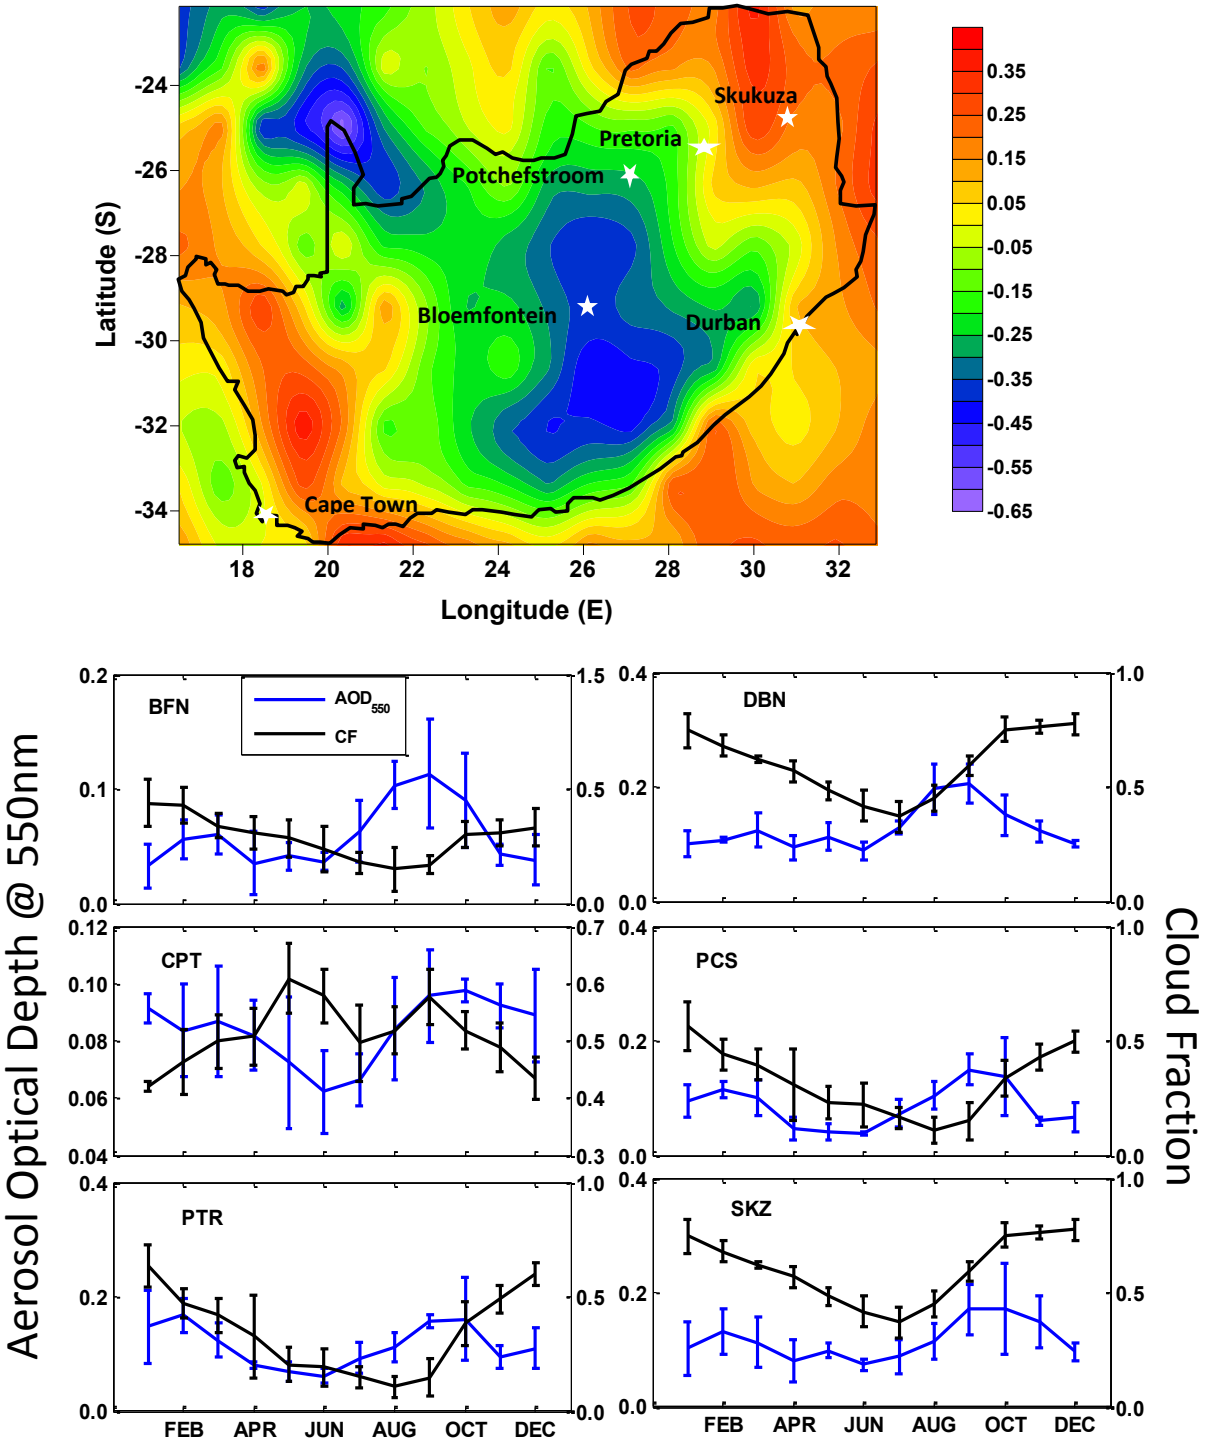 -24
-26
-28
-30
-32
-34
Latitude (S)
Skukuza
Pretoria
Potchefstroom
Bloemfontein
Durban
Cape Town
18 20 22 24 26 28 30 32
Longitude (E)
0.35
0.25
0.15
0.05
-0.05
-0.15
-0.25
-0.35
-0.45
-0.55
-0.65
Aerosol Optical Depth @ 550nm
Cloud Fraction
0.2
0.1
0.0
BFN
AOD550
CF
1.5
0.5
0.0
0.4
0.2
0.0
DBN
1.0
0.5
0.0
0.12
0.10
0.08
0.06
0.04
CPT
0.7
0.6
0.5
0.4
0.3
0.4
0.2
0.0
PCS
1.0
0.5
0.0
0.4
0.2
0.0
PTR
1.0
0.5
0.0
FEB APR JUN AUG OCT DEC
0.4
0.2
0.0
SKZ
1.0
0.5
0.0
FEB APR JUN AUG OCT DEC